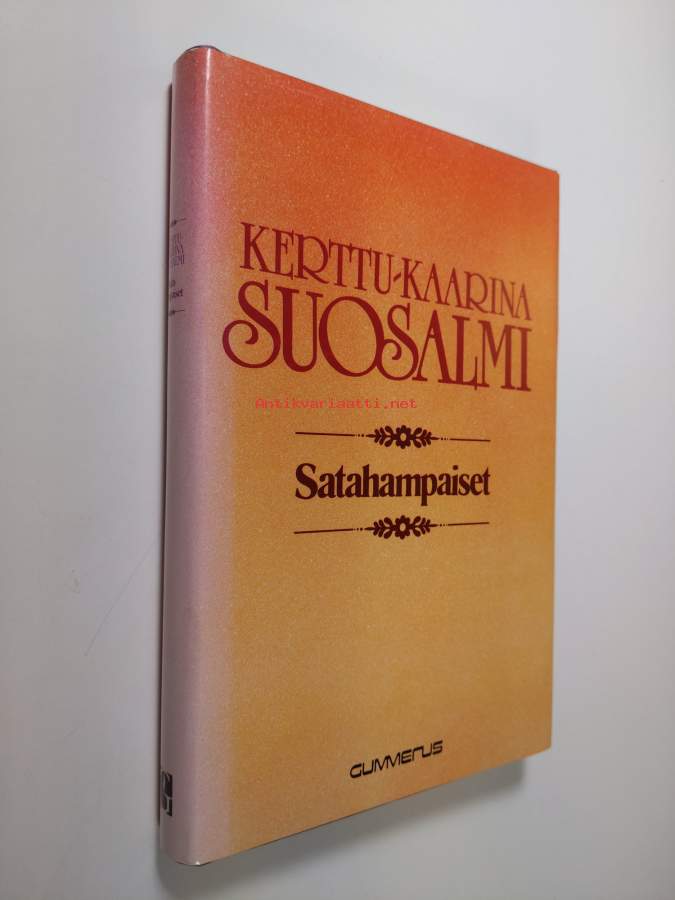 KERTTU-KAARINA
SUOSALMI
Antikvariaatti.net
Satahampaiset
GUMMERUS